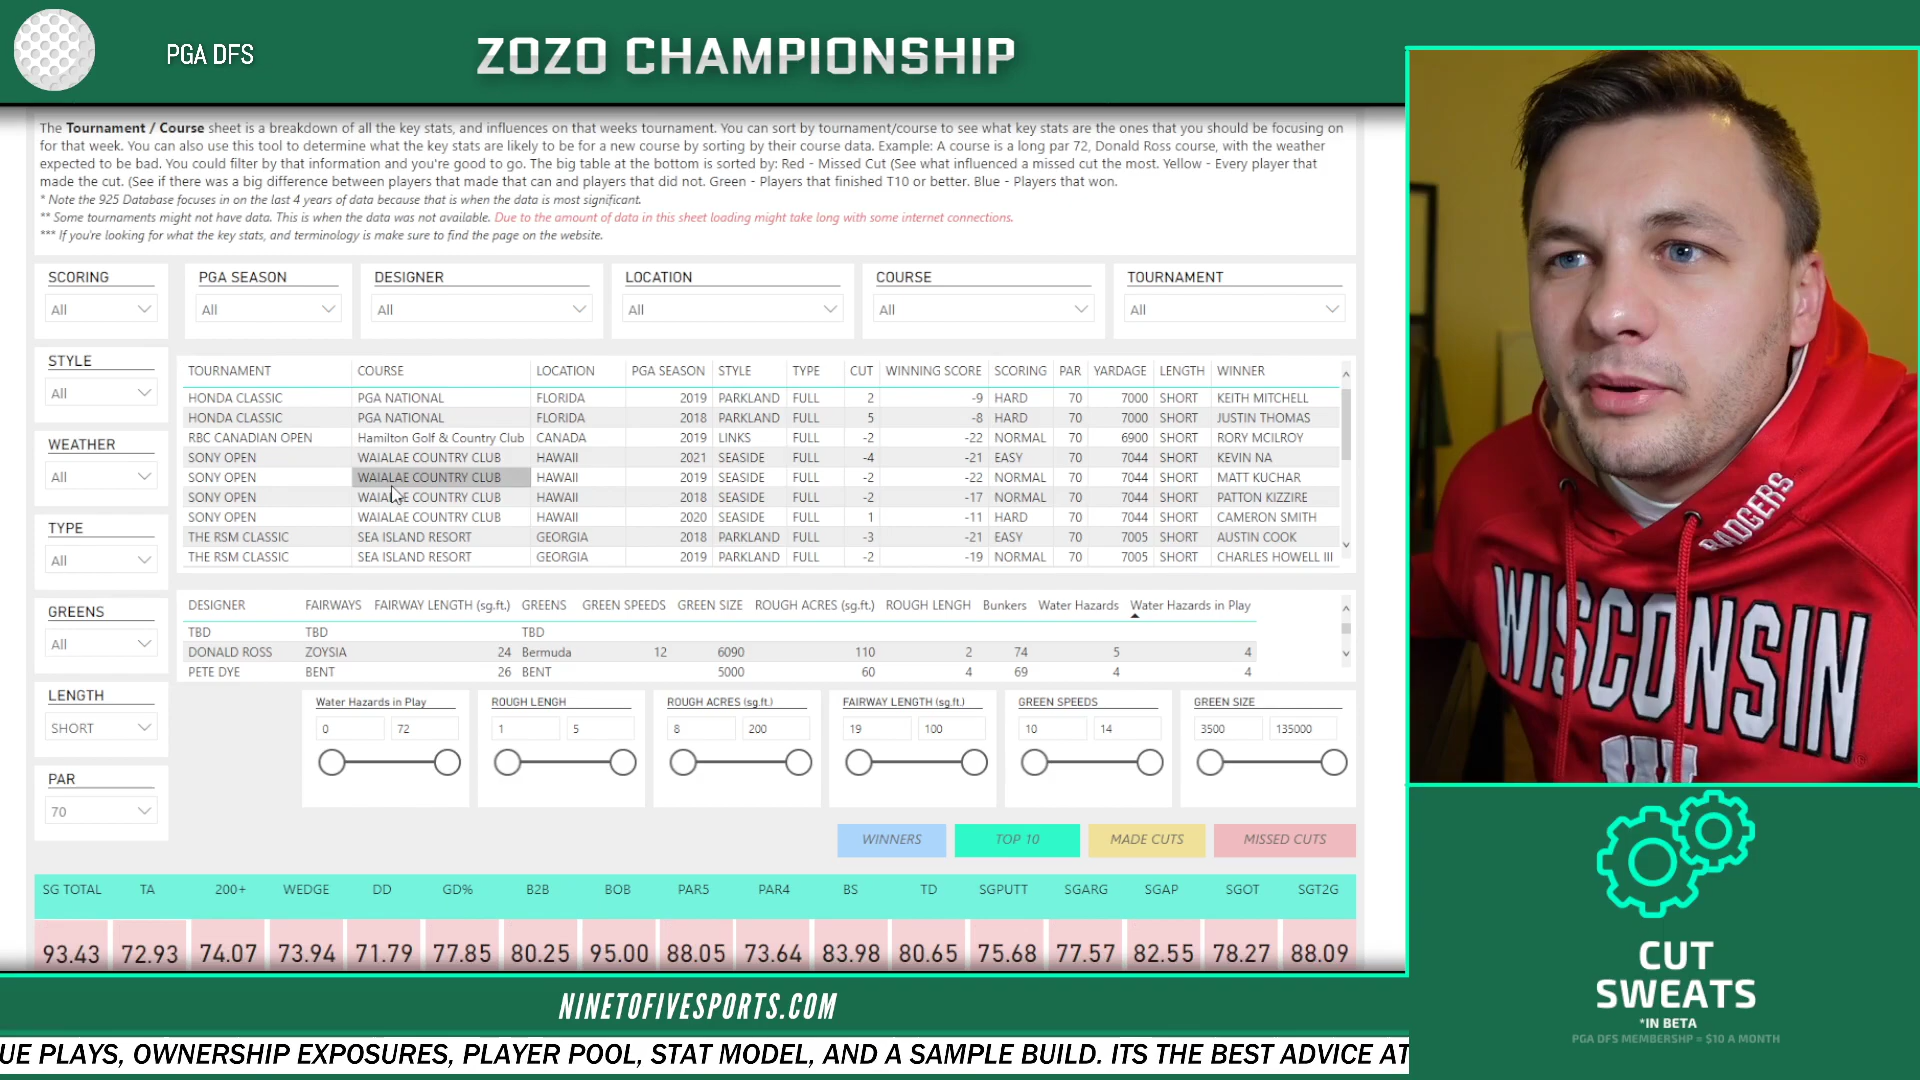 PGA DFS
ZOZO CHAMPIONSHIP
The Tournament / Course sheet is a breakdown of all the key stats, and influences on that weeks tournament. You can sort by tournament/course to see what key stats are the ones that you should be focusing on
for that week. You can also use this tool to determine what the key stats are likely to be for a new course by sorting by their course data. Example: A course is a long par 72, Donald Ross course, with the weather
expected to be bad. You could filter by that information and you're good to go. The big table at the bottom is sorted by: Red - Missed Cut (See what influenced a missed cut the most. Yellow - Every player that
made the cut. (See if there was a big difference between players that made that can and players that did not. Green - Players that finished T10 or better. Blue - Players that won.
* Note the 925 Database focuses in on the last 4 years of data because that is when the data is most significant.
** Some tournaments might not have data. This is when the data was not available. Due to the amount of data in this sheet loading might take long with some internet connections.
*** If you're looking for what the key stats, and terminology is make sure to find the page on the website.
SCORING PGA SEASON DESIGNER LOCATION COURSE TOURNAMENT
All All All All All All
STYLE
All
WEATHER
All
TYPE
All
GREENS
All
LENGTH
SHORT
PAR
70
TOURNAMENT COURSE LOCATION PGA SEASON STYLE TYPE CUT WINNING SCORE SCORING PAR YARDAGE LENGTH WINNER
HONDA CLASSIC PGA NATIONAL FLORIDA 2019 PARKLAND FULL 2 -9 HARD 70 7000 SHORT KEITH MITCHELL
HONDA CLASSIC PGA NATIONAL FLORIDA 2018 PARKLAND FULL 5 -8 HARD 70 7000 SHORT JUSTIN THOMAS
RBC CANADIAN OPEN Hamilton Golf & Country Club CANADA 2019 LINKS FULL -2 -22 NORMAL 70 6900 SHORT RORY MCILROY
SONY OPEN WAIALAE COUNTRY CLUB HAWAII 2021 SEASIDE FULL -4 -21 EASY 70 7044 SHORT KEVIN NA
SONY OPEN WAIALAE COUNTRY CLUB HAWAII 2019 SEASIDE FULL -2 -22 NORMAL 70 7044 SHORT MATT KUCHAR
SONY OPEN WAIALAE COUNTRY CLUB HAWAII 2018 SEASIDE FULL -2 -17 NORMAL 70 7044 SHORT PATTON KIZZIRE
SONY OPEN WAIALAE COUNTRY CLUB HAWAII 2020 SEASIDE FULL 1 -11 HARD 70 7044 SHORT CAMERON SMITH
THE RSM CLASSIC SEA ISLAND RESORT GEORGIA 2018 PARKLAND FULL -3 -21 EASY 70 7005 SHORT AUSTIN COOK
THE RSM CLASSIC SEA ISLAND RESORT GEORGIA 2019 PARKLAND FULL -2 -19 NORMAL 70 7005 SHORT CHARLES HOWELL III
DESIGNER FAIRWAYS FAIRWAY LENGTH (sg.ft.) GREENS GREEN SPEEDS GREEN SIZE ROUGH ACRES (sg.ft.) ROUGH LENGH Bunkers Water Hazards Water Hazards in Play
TBD TBD TBD
DONALD ROSS ZOYSIA 24 Bermuda 12 6090 110 2 74 5 4
PETE DYE BENT 26 BENT 5000 60 4 69 4 4
Water Hazards in Play ROUGH LENGH ROUGH ACRES (sg.ft.) FAIRWAY LENGTH (sg.ft.) GREEN SPEEDS GREEN SIZE
0 72 1 5 8 200 19 100 10 14 3500 135000
WINNERS TOP 10 MADE CUTS MISSED CUTS
SG TOTAL TA 200+ WEDGE DD GD% B2B BOB PAR5 PAR4 BS TD SGPUTT SGARG SGAP SGOT SGT2G
93.43 72.93 74.07 73.94 71.79 77.85 80.25 95.00 88.05 73.64 83.98 80.65 75.68 77.57 82.55 78.27 88.09
BADGERS
WISCONSIN
W
CUT
SWEATS
*IN BETA
PGA DFS MEMBERSHP = $10 A MONTH
NINETOFIVESPORTS.COM
UE PLAYS, OWNERSHIP EXPOSURES, PLAYER POOL, STAT MODEL, AND A SAMPLE BUILD. ITS THE BEST ADVICE AT